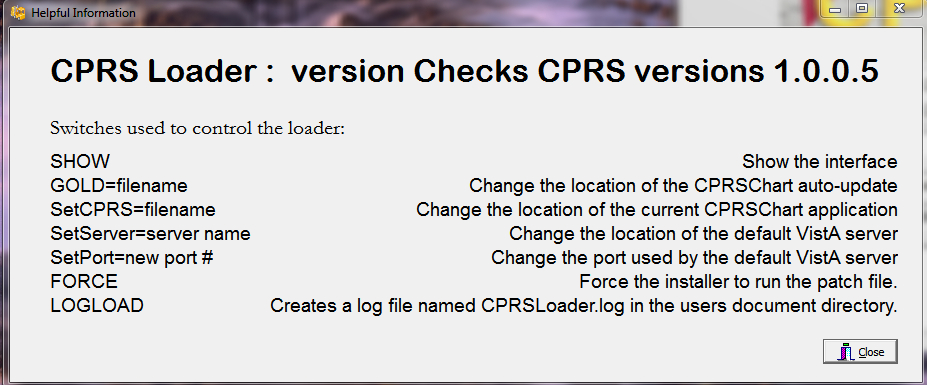 Helpful Information
CPRS Loader : version Checks CPRS versions 1.0.0.5
Switches used to control the loader:
SHOW Show the interface
GOLD=filename Change the location of the CPRSChart auto-update
SetCPRS=filename Change the location of the current CPRSChart application
SetServer=server name Change the location of the default VistA server
SetPort=new port # Change the port used by the default VistA server
FORCE Force the installer to run the patch file.
LOGLOAD Creates a log file named CPRSLoader.log in the users document directory.
Close